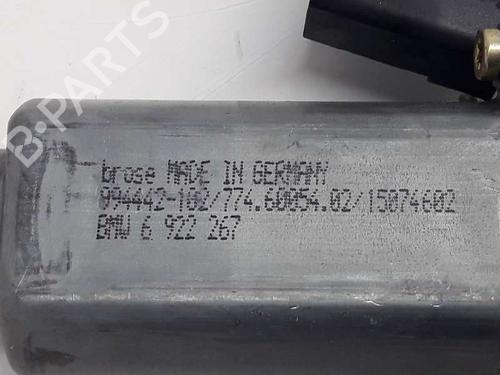 B-PARTS
brose MADE IN GERMANY
994442-102/774.60054.02/15074602
BMW 6 922 267